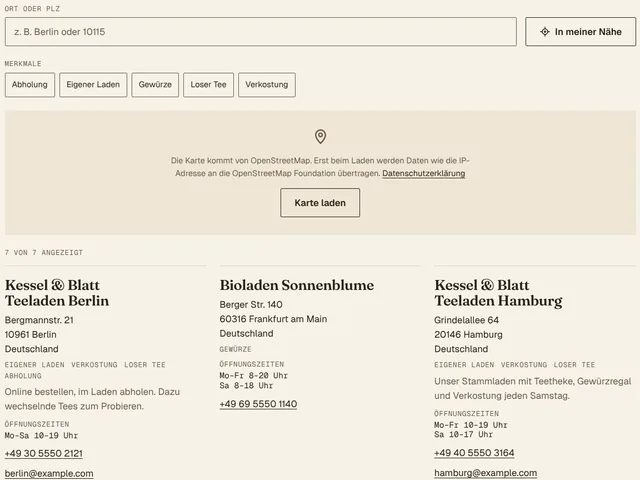 ORT ODER PLZ
z. B. Berlin oder 10115
In meiner Nähe
MERKMALE
Abholung
Eigener Laden
Gewürze
Loser Tee
Verkostung
Die Karte kommt von OpenStreetMap. Erst beim Laden werden Daten wie die IP-
Adresse an die OpenStreetMap Foundation übertragen. Datenschutzerklärung
Karte laden
7 VON 7 ANGEZEIGT
Kessel & Blatt
Teeladen Berlin
Bergmannstr. 21
10961 Berlin
Deutschland
EIGENER LADEN VERKOSTUNG LOSER TEE
ABHOLUNG
Online bestellen, im Laden abholen. Dazu
wechselnde Tees zum Probieren.
ÖFFNUNGSZEITEN
Mo–Sa 10–19 Uhr
+49 30 5550 2121
berlin@example.com
Bioladen Sonnenblume
Berger Str. 140
60316 Frankfurt am Main
Deutschland
GEWÜRZE
ÖFFNUNGSZEITEN
Mo–Fr 8–20 Uhr
Sa 8–18 Uhr
+49 69 5550 1140
Kessel & Blatt
Teeladen Hamburg
Grindelallee 64
20146 Hamburg
Deutschland
EIGENER LADEN VERKOSTUNG LOSER TEE
Unser Stammladen mit Teetheke, Gewürzregal
und Verkostung jeden Samstag.
ÖFFNUNGSZEITEN
Mo–Fr 10–19 Uhr
Sa 10–17 Uhr
+49 40 5550 3164
hamburg@example.com